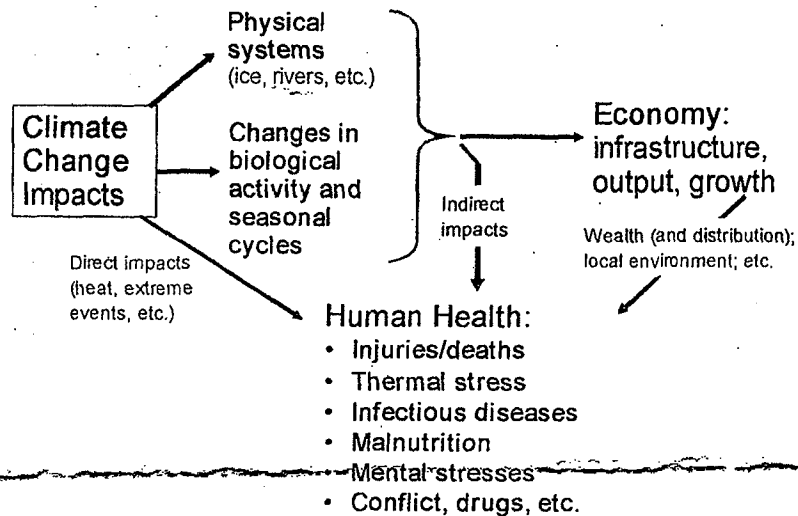 Physical
systems
(ice, rivers, etc.)
Climate
Change
Impacts
Changes in
biological
activity and
seasonal
cycles
Economy:
infrastructure,
output, growth
Indirect
impacts
Wealth (and distribution);
local environment; etc.
Direct impacts
(heat, extreme
events, etc.)
Human Health:
• Injuries/deaths
• Thermal stress
• Infectious diseases
• Malnutrition
• Mental stresses
• Conflict, drugs, etc.